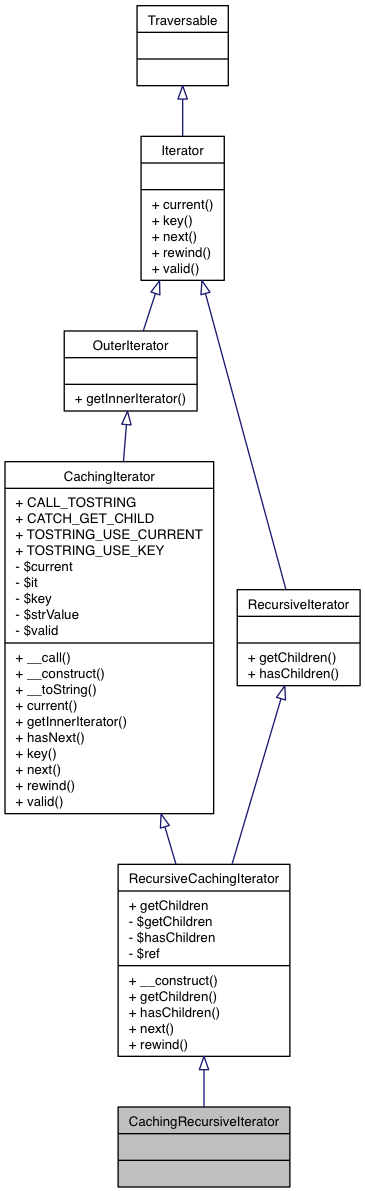 Traversable
Iterator
+ current()
+ key()
+ next()
+ rewind()
+ valid()
OuterIterator
+ getInnerIterator()
CachingIterator
+ CALL_TOSTRING
+ CATCH_GET_CHILD
+ TOSTRING_USE_CURRENT
+ TOSTRING_USE_KEY
- $current
- $it
- $key
- $strValue
- $valid
+ __call()
+ __construct()
+ __toString()
+ current()
+ getInnerIterator()
+ hasNext()
+ key()
+ next()
+ rewind()
+ valid()
RecursiveIterator
+ getChildren()
+ hasChildren()
RecursiveCachingIterator
+ getChildren
- $getChildren
- $hasChildren
- $ref
+ __construct()
+ getChildren()
+ hasChildren()
+ next()
+ rewind()
CachingRecursiveIterator